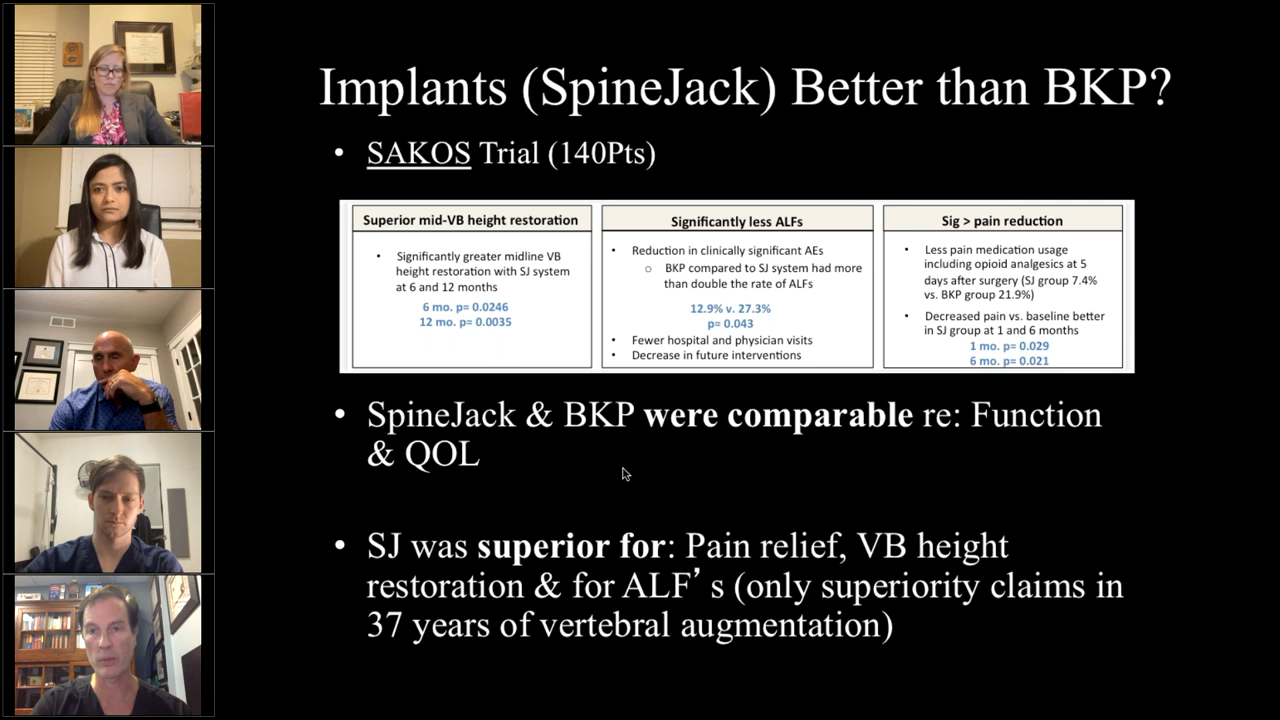 Implants (SpineJack) Better than BKP?
• SAKOS Trial (140Pts)
Superior mid-VB height restoration
• Significantly greater midline VB
height restoration with SJ system
at 6 and 12 months
6 mo. p= 0.0246
12 mo. p= 0.0035
Significantly less ALFs
• Reduction in clinically significant AEs
o BKP compared to SJ system had more
than double the rate of ALFs
12.9% v. 27.3%
p= 0.043
• Fewer hospital and physician visits
• Decrease in future interventions
Sig > pain reduction
• Less pain medication usage
including opioid analgesics at 5
days after surgery (SJ group 7.4%
vs. BKP group 21.9%)
• Decreased pain vs. baseline better
in SJ group at 1 and 6 months
1 mo. p= 0.029
6 mo. p= 0.021
• SpineJack & BKP were comparable re: Function
& QOL
• SJ was superior for: Pain relief, VB height
restoration & for ALF’ s (only superiority claims in
37 years of vertebral augmentation)